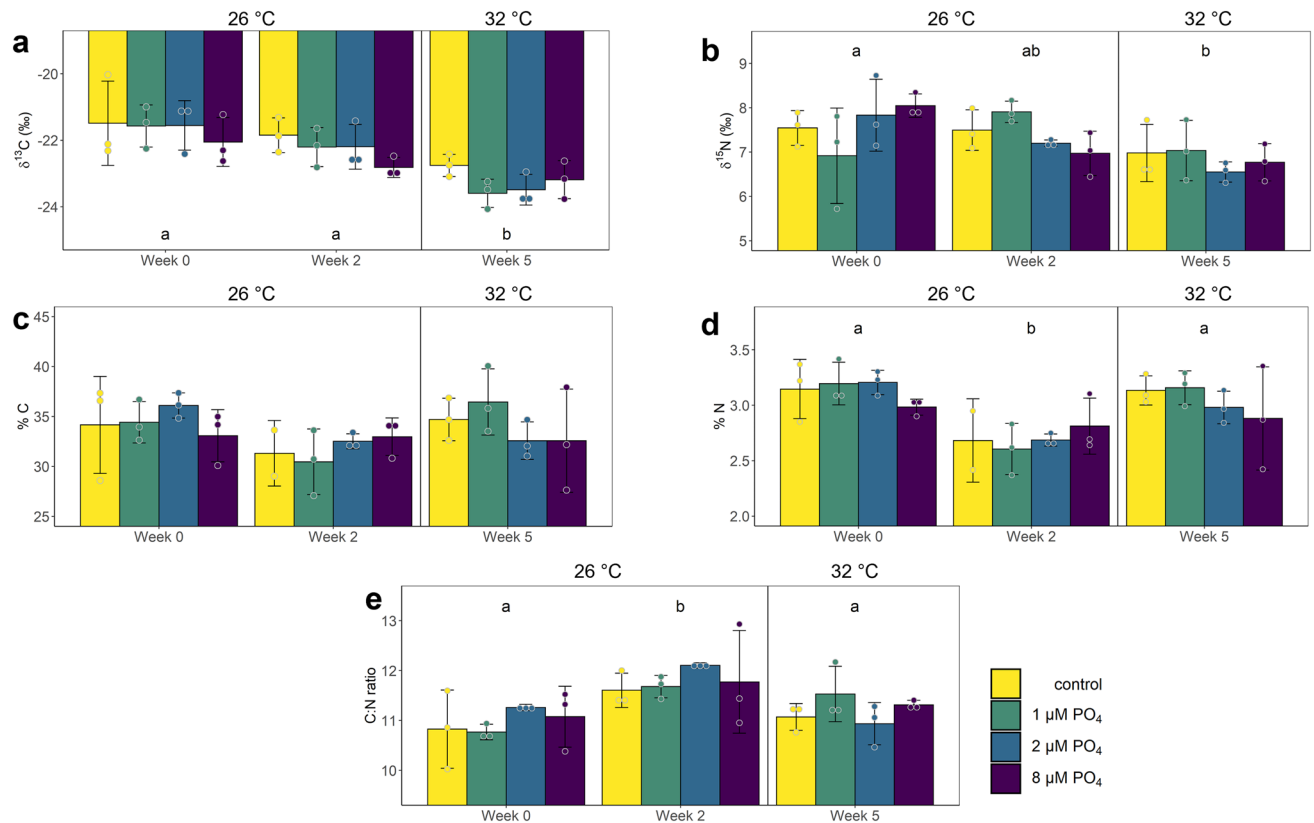 26 °C 32 °C
a
δ¹³C (‰)
-20
-22
-24
a a b
Week 0 Week 2 Week 5
26 °C 32 °C
b
δ¹⁵N (‰)
9
8
7
6
5
a ab b
Week 0 Week 2 Week 5
26 °C 32 °C
c
% C
45
40
35
30
25
Week 0 Week 2 Week 5
26 °C 32 °C
d
% N
3.5
3.0
2.5
2.0
a b a
Week 0 Week 2 Week 5
26 °C 32 °C
e
C:N ratio
13
12
11
10
a b a
Week 0 Week 2 Week 5
control
1 µM PO₄
2 µM PO₄
8 µM PO₄